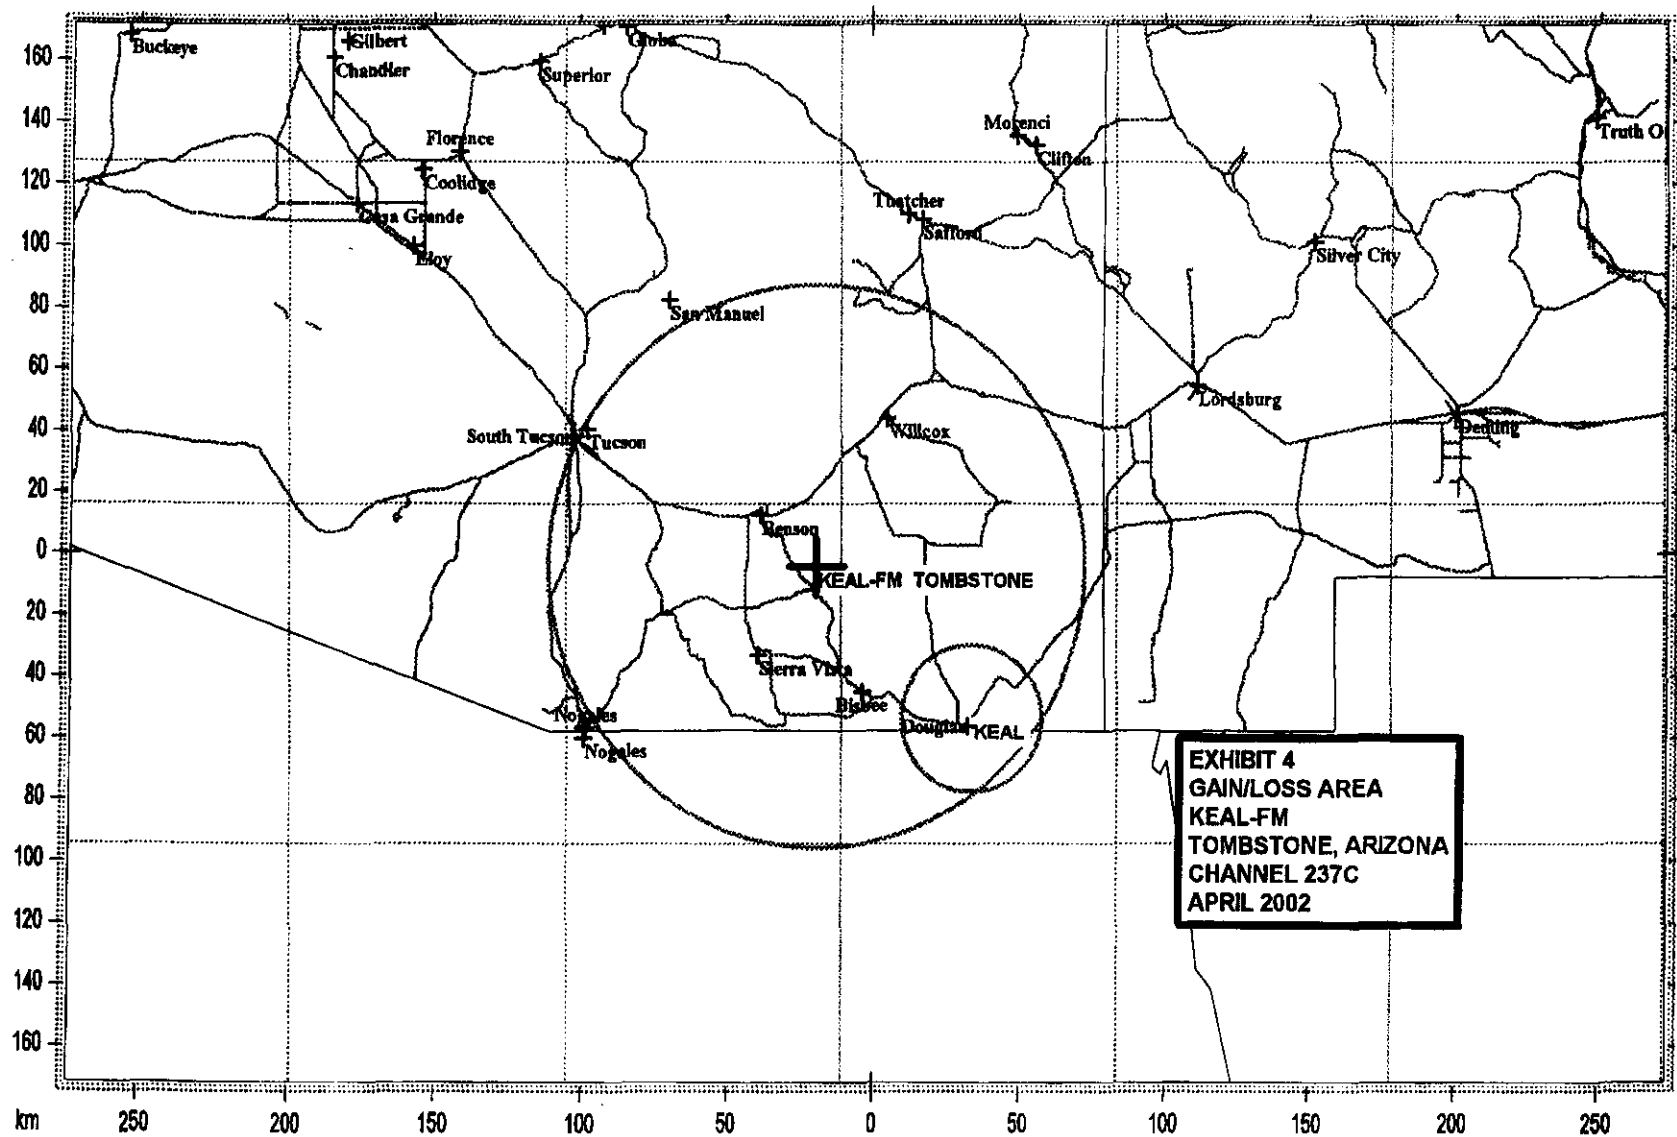 160
140
120
100
80
60
40
20
0
20
40
60
80
100
120
140
160
km
250
200
150
100
50
0
50
100
150
200
250
Buckeye
Gilbert
Chandler
Globe
Superior
Florence
Coolidge
Casa Grande
Eloy
Morenci
Clifton
Thatcher
Safford
Truth O
Silver City
San Manuel
Lordsburg
Deming
South Tucson
Tucson
Willcox
Benson
KEAL-FM TOMBSTONE
Sierra Vista
Bisbee
Douglas
KEAL
Nogales
Nogales
EXHIBIT 4
GAIN/LOSS AREA
KEAL-FM
TOMBSTONE, ARIZONA
CHANNEL 237C
APRIL 2002